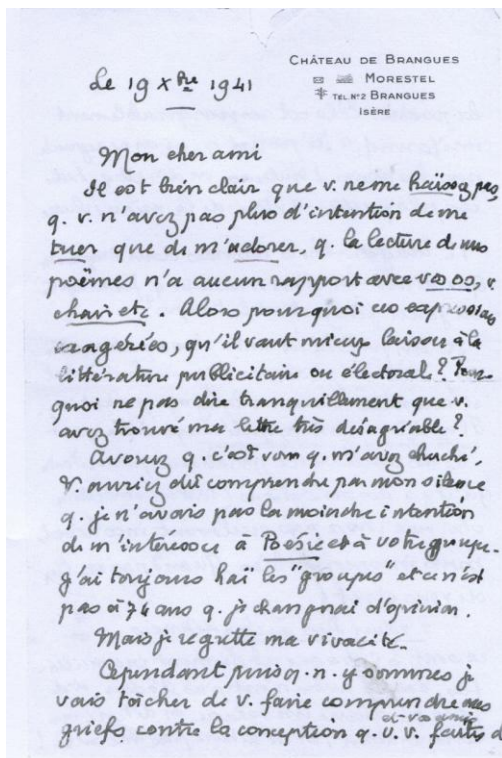 CHÂTEAU DE BRANGUES
MORESTEL
TEL. N° 2 BRANGUES
ISÈRE
Le 19 Xbre 1941
Mon cher ami
Il est bien clair que v. ne me haïssez pas,
q. v. n'avez pas plus d'intention de me
tuer que de m'adorer, q. la lecture de mes
poëmes n'a aucun rapport avec vos os, v.
chair etc. Alors pourquoi ces expressions
exagérées, qu'il vaut mieux laisser à la
littérature publicitaire ou électorale ? Pour-
quoi ne pas dire tranquillement que v.
avez trouvé ma lettre très désagréable ?
Avouez q. c'est vous q. m'avez cherché.
V. auriez dû comprendre par mon silence
q. je n'avais pas la moindre intention
de m'intéresser à Poésie et à votre groupe.
J'ai toujours haï les "groupes" et ce n'est
pas à 74 ans q. je changerai d'opinion.
Mais je regrette ma vivacité.
Cependant puisq. n. y sommes je
vais tâcher de v. faire comprendre mes
griefs contre la conception q. v. v. faites d